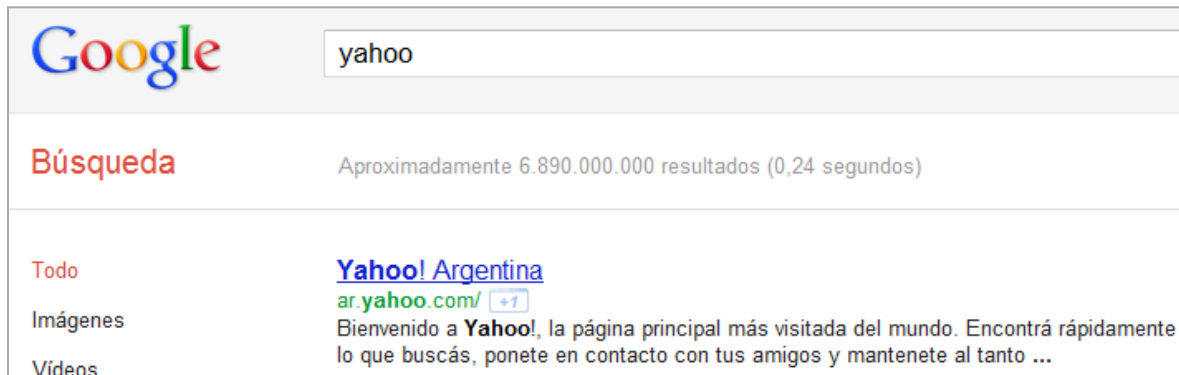 Google
yahoo
Búsqueda
Aproximadamente 6.890.000.000 resultados (0,24 segundos)
Todo
Imágenes
Vídeos
Yahoo! Argentina
ar.yahoo.com/ +1
Bienvenido a Yahoo!, la página principal más visitada del mundo. Encontrá rápidamente
lo que buscás, ponete en contacto con tus amigos y mantenete al tanto ...